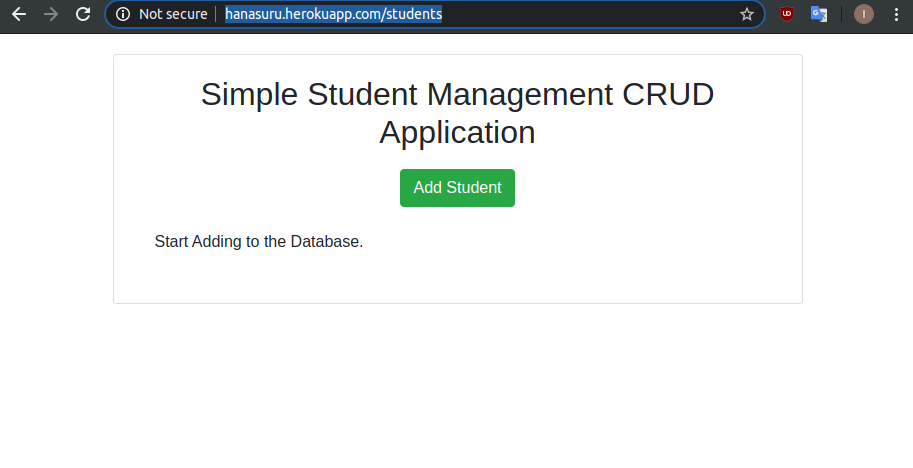 Not secure hanasuru.herokuapp.com/students I
Simple Student Management CRUD
Application
Add Student
Start Adding to the Database.